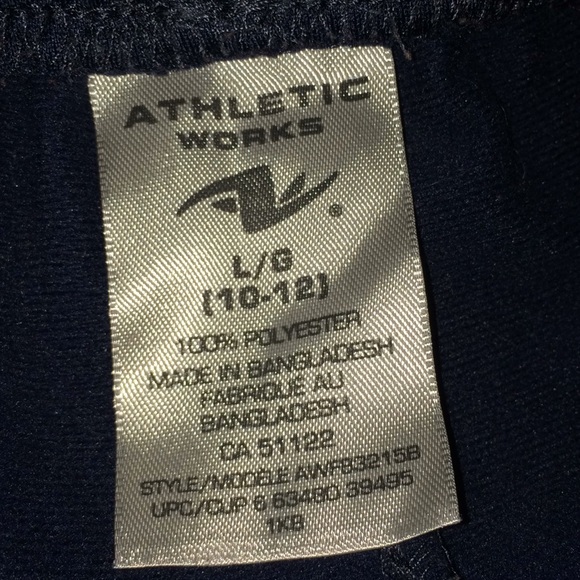 ATHLETIC
WORKS
®
L/G
(10-12)
100% POLYESTER
MADE IN BANGLADESH
FABRIQUE AU
BANGLADESH
CA 51122
STYLE/MODELE AWFB3215B
UPC/CUP 6 63480 39495
1KB